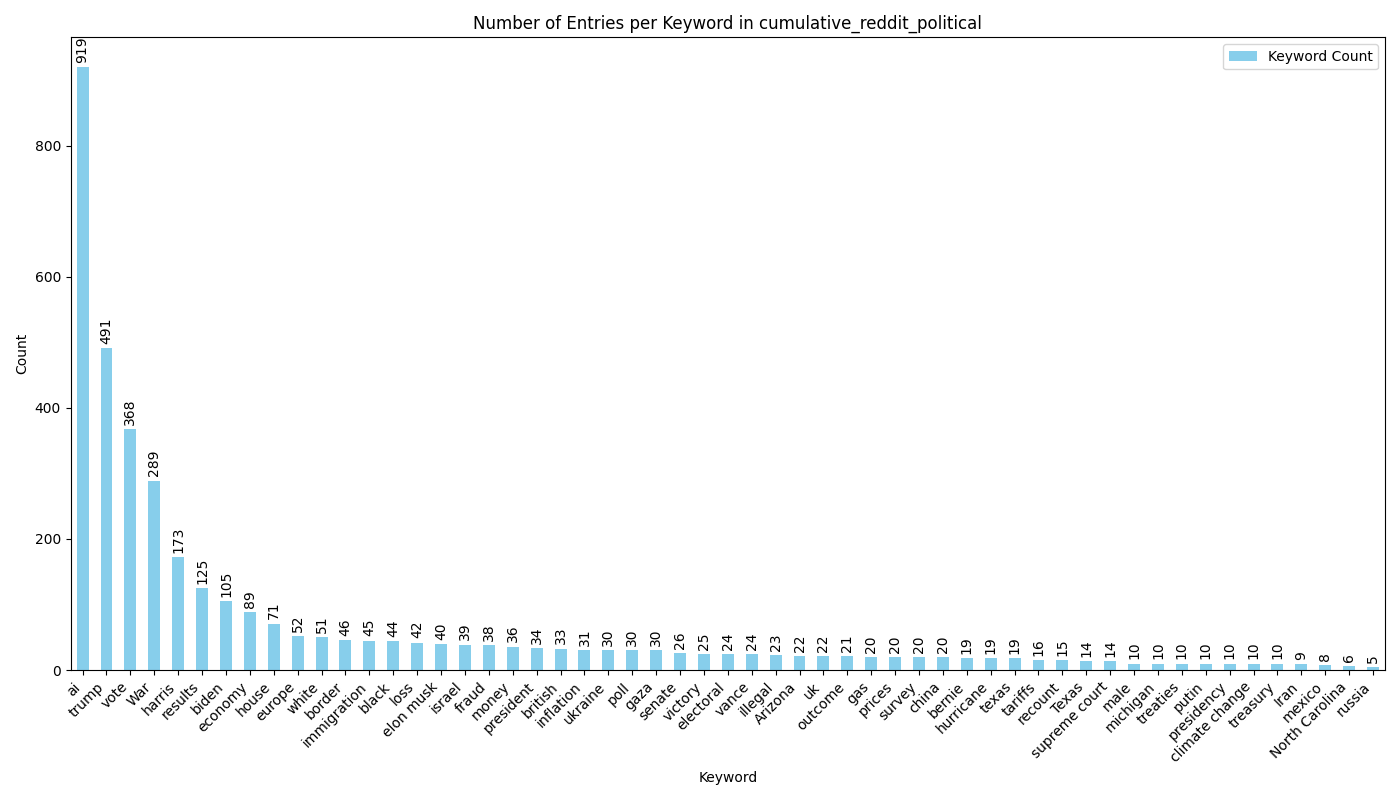 Number of Entries per Keyword in cumulative_reddit_political
Keyword Count
Count
800
600
400
200
0
919
491
368
289
173
125
105
89
71
52
51
46
45
44
42
40
39
38
36
34
33
31
30
30
30
26
25
24
24
23
22
22
21
20
20
20
20
19
19
19
16
15
14
14
10
10
10
10
10
10
10
9
8
6
5
ai
trump
vote
War
harris
results
biden
economy
house
europe
white
border
immigration
black
loss
elon musk
israel
fraud
money
president
british
inflation
ukraine
poll
gaza
senate
victory
electoral
vance
illegal
Arizona
uk
outcome
gas
prices
survey
china
bernie
hurricane
texas
tariffs
recount
Texas
supreme court
male
michigan
treaties
putin
presidency
climate change
treasury
Iran
mexico
North Carolina
russia
Keyword